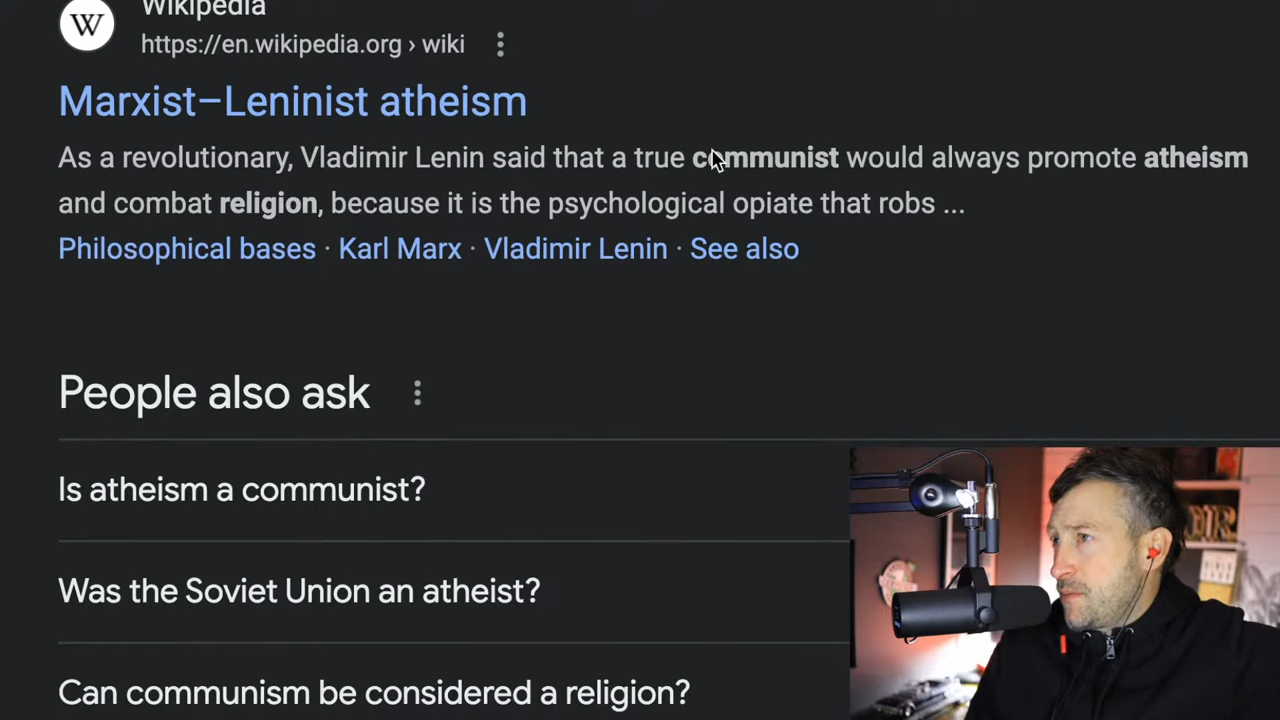 Wikipedia
https://en.wikipedia.org › wiki
Marxist–Leninist atheism
As a revolutionary, Vladimir Lenin said that a true communist would always promote atheism
and combat religion, because it is the psychological opiate that robs ...
Philosophical bases · Karl Marx · Vladimir Lenin · See also
People also ask
Is atheism a communist?
Was the Soviet Union an atheist?
Can communism be considered a religion?